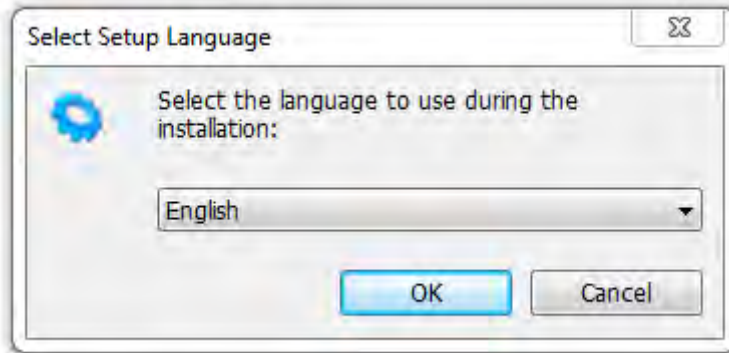 Select Setup Language
Select the language to use during the
installation:
English
OK
Cancel